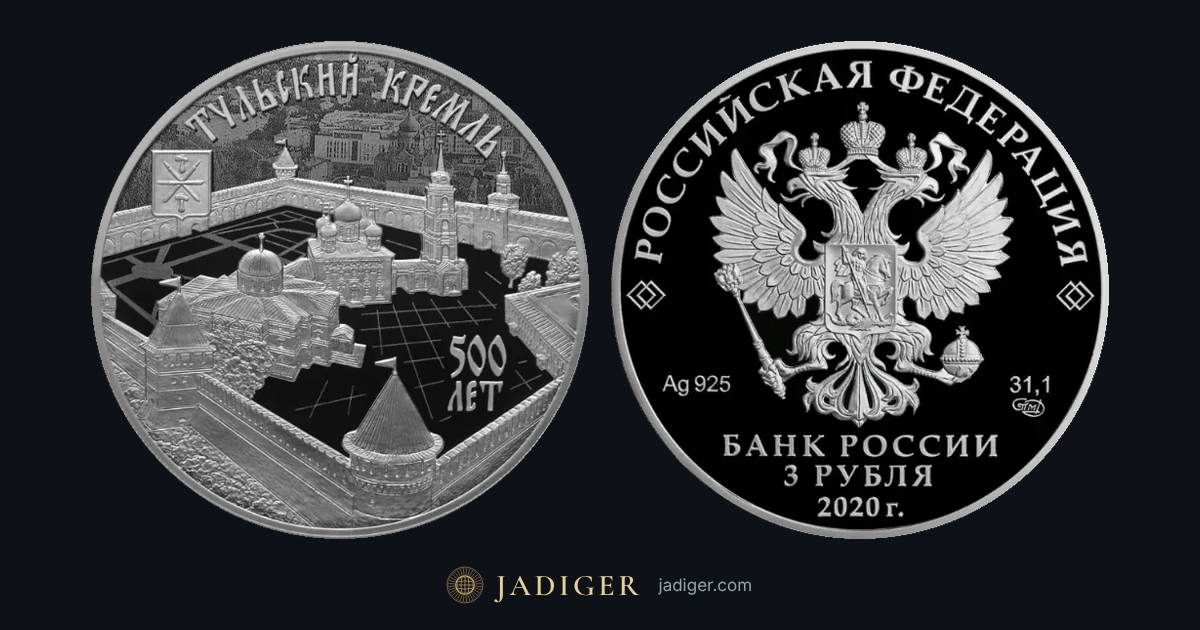 ТУЛЬСКИЙ КРЕМЛЬ
500
ЛЕТ
РОССИЙСКАЯ ФЕДЕРАЦИЯ
Ag 925
31,1
БАНК РОССИИ
3 РУБЛЯ
2020 г.
JADIGER jadiger.com